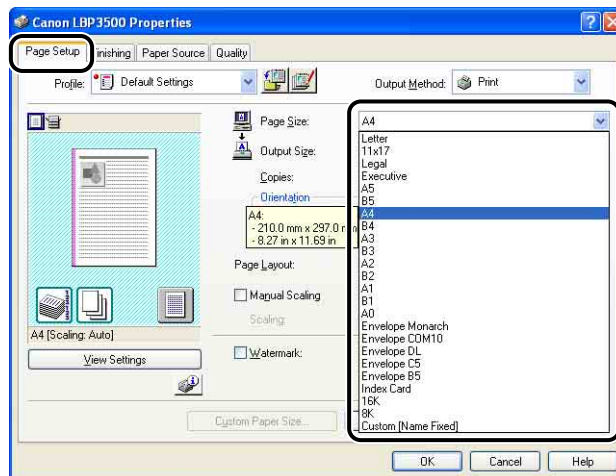 Canon LBP3500 Properties
Page Setup
Finishing
Paper Source
Quality
Profile:
Default Settings
Output Method:
Print
Page Size:
A4
Output Size:
Copies:
Orientation
A4:
- 210.0 mm x 297.0 mm
- 8.27 in x 11.69 in
Page Layout:
Manual Scaling
Scaling:
Watermark:
A4 [Scaling: Auto]
View Settings
Custom Paper Size...
Letter
11x17
Legal
Executive
A5
B5
A4
B4
A3
B3
A2
B2
A1
B1
A0
Envelope Monarch
Envelope COM10
Envelope DL
Envelope C5
Envelope B5
Index Card
16K
8K
Custom [Name Fixed]
OK
Cancel
Help